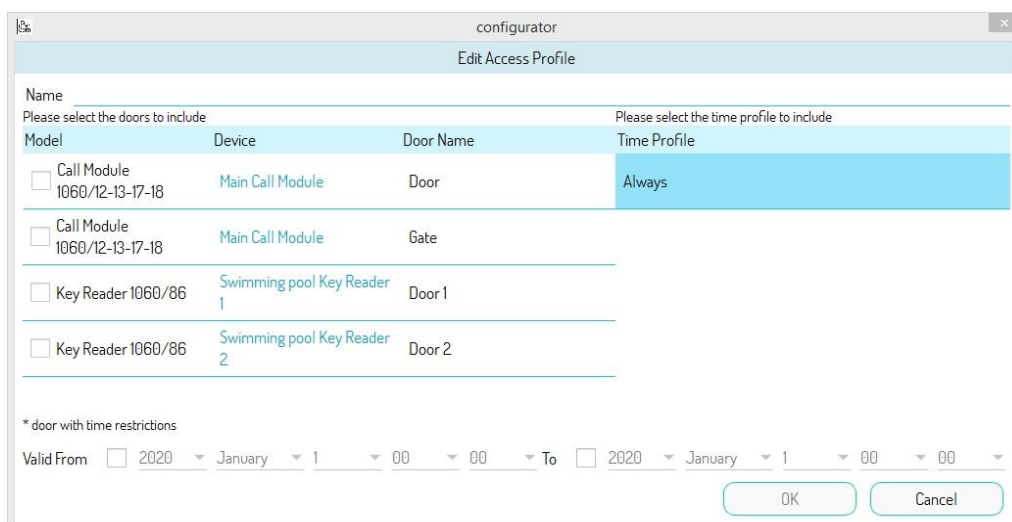 configurator
Edit Access Profile
Name
Please select the doors to include
Please select the time profile to include
Model Device Door Name Time Profile
Call Module
1060/12-13-17-18
Main Call Module
Door
Always
Call Module
1060/12-13-17-18
Main Call Module
Gate
Key Reader 1060/86
Swimming pool Key Reader
1
Door 1
Key Reader 1060/86
Swimming pool Key Reader
2
Door 2
* door with time restrictions
Valid From 2020 January 1 00 00 To 2020 January 1 00 00
OK Cancel